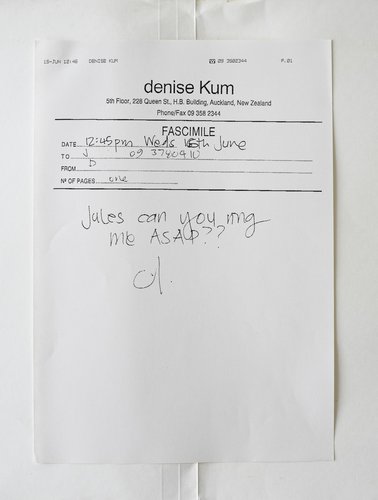 15-JUN 12:46 DENISE KUM 09 3582344 P.01
denise Kum
5th Floor, 228 Queen St., H.B. Building, Auckland, New Zealand
Phone/Fax 09 358 2344
FASCIMILE
DATE 12:45pm Weds 15th June
TO J 09 3780910
FROM D
Nº OF PAGES one
Jules can you ring
me ASAP??
d.